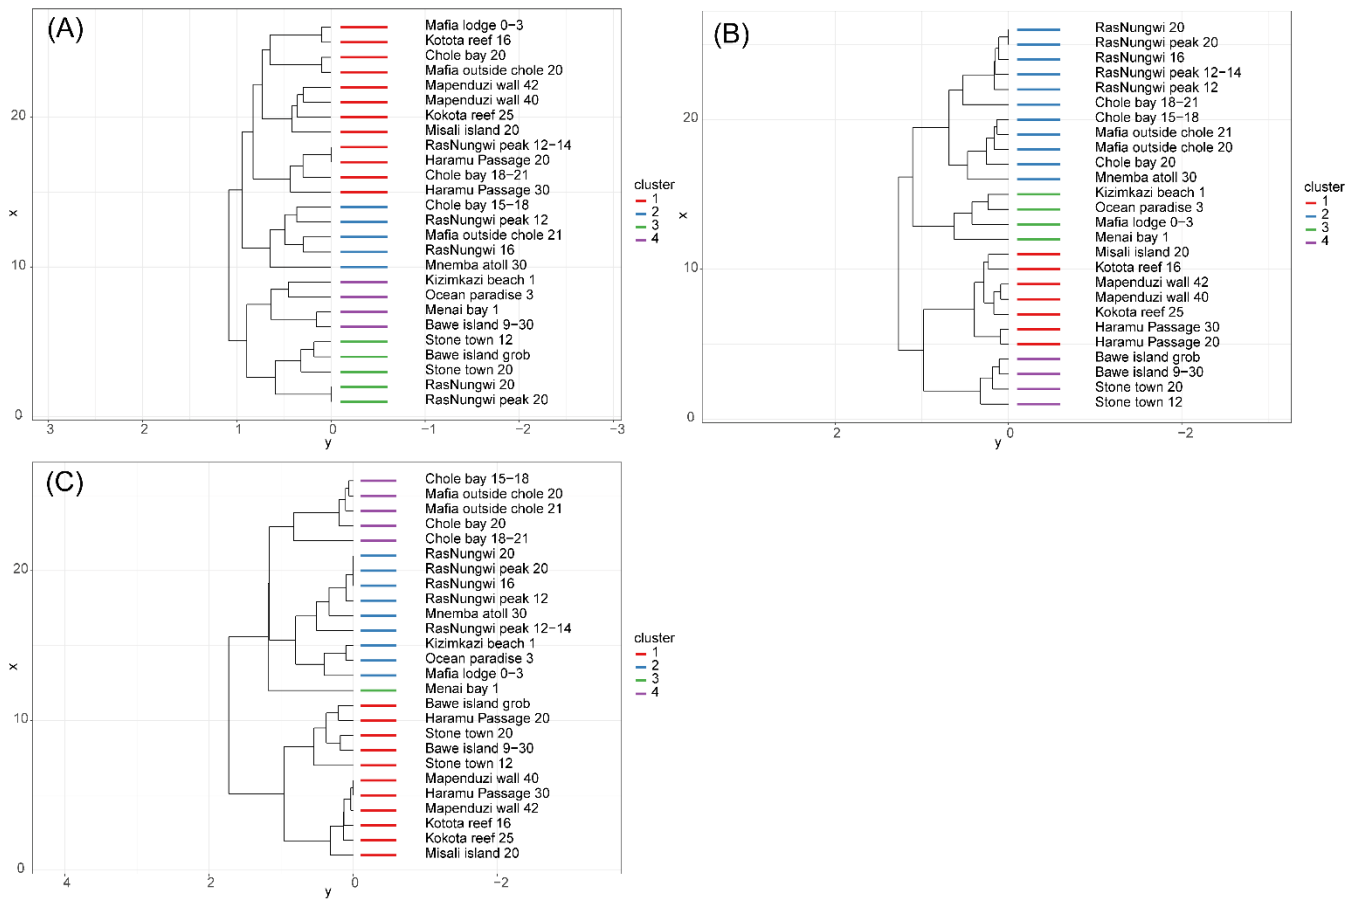 (A)
Mafia lodge 0−3
Kotota reef 16
Chole bay 20
Mafia outside chole 20
Mapenduzi wall 42
Mapenduzi wall 40
Kokota reef 25
Misali island 20
RasNungwi peak 12−14
Haramu Passage 20
Chole bay 18−21
Haramu Passage 30
Chole bay 15−18
RasNungwi peak 12
Mafia outside chole 21
RasNungwi 16
Mnemba atoll 30
Kizimkazi beach 1
Ocean paradise 3
Menai bay 1
Bawe island 9−30
Stone town 12
Bawe island grob
Stone town 20
RasNungwi 20
RasNungwi peak 20
20
10
0
x
3 2 1 0 −1 −2 −3
y
cluster
1
2
3
4
(B)
RasNungwi 20
RasNungwi peak 20
RasNungwi 16
RasNungwi peak 12−14
RasNungwi peak 12
Chole bay 18−21
Chole bay 15−18
Mafia outside chole 21
Mafia outside chole 20
Chole bay 20
Mnemba atoll 30
Kizimkazi beach 1
Ocean paradise 3
Mafia lodge 0−3
Menai bay 1
Misali island 20
Kotota reef 16
Mapenduzi wall 42
Mapenduzi wall 40
Kokota reef 25
Haramu Passage 30
Haramu Passage 20
Bawe island grob
Bawe island 9−30
Stone town 20
Stone town 12
20
10
0
x
2 0 −2
y
cluster
1
2
3
4
(C)
Chole bay 15−18
Mafia outside chole 20
Mafia outside chole 21
Chole bay 20
Chole bay 18−21
RasNungwi 20
RasNungwi peak 20
RasNungwi 16
RasNungwi peak 12
Mnemba atoll 30
RasNungwi peak 12−14
Kizimkazi beach 1
Ocean paradise 3
Mafia lodge 0−3
Menai bay 1
Bawe island grob
Haramu Passage 20
Stone town 20
Bawe island 9−30
Stone town 12
Mapenduzi wall 40
Haramu Passage 30
Mapenduzi wall 42
Kotota reef 16
Kokota reef 25
Misali island 20
20
10
0
x
4 2 0 −2
y
cluster
1
2
3
4